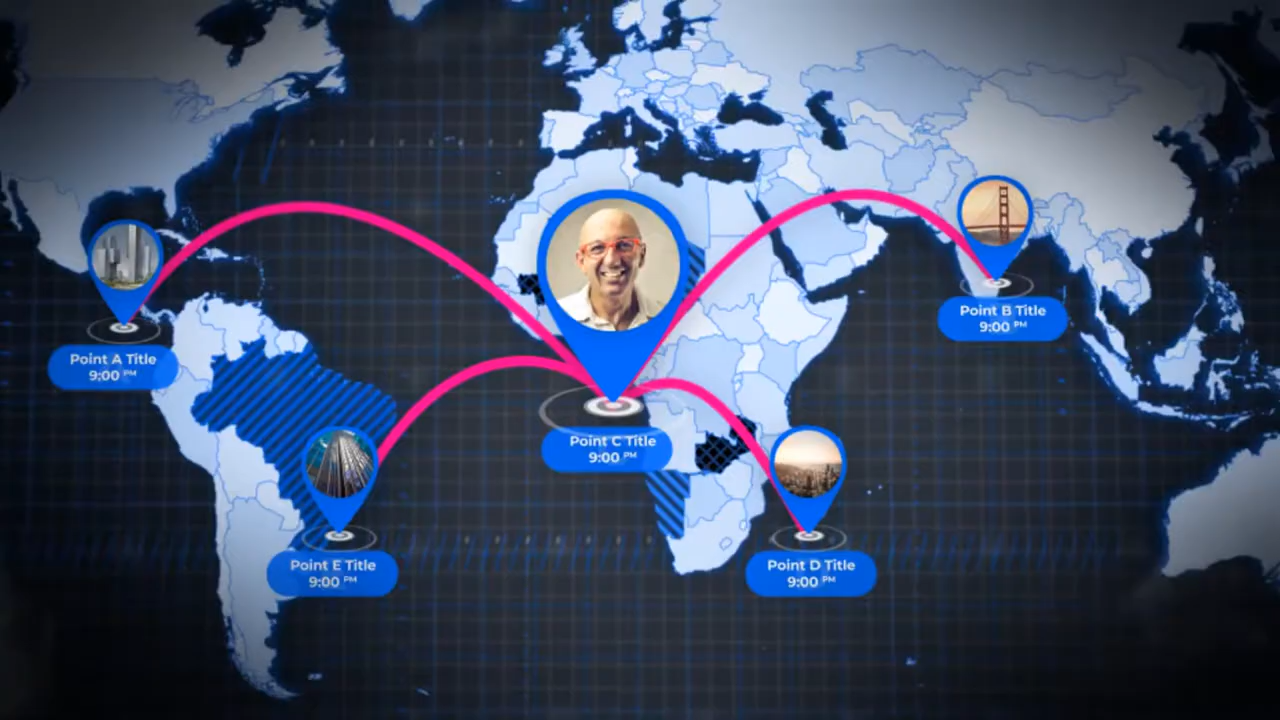 Point A Title
9:00 PM
Point B Title
9:00 PM
Point C Title
9:00 PM
Point E Title
9:00 PM
Point D Title
9:00 PM